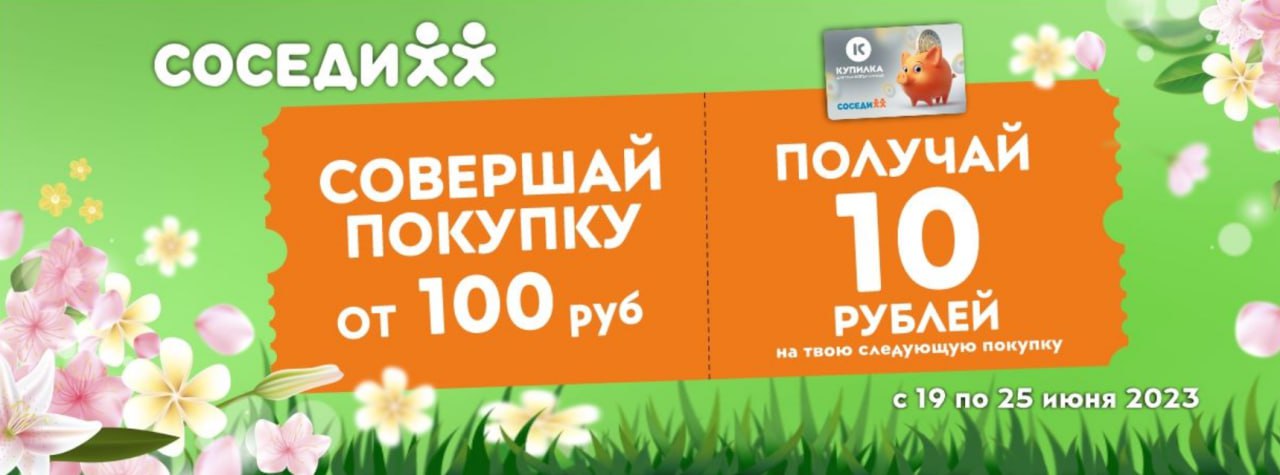 СОСЕДИ
К
КУПИЛКА
СОСЕДИ
СОВЕРШАЙ
ПОКУПКУ
ОТ 100 руб
ПОЛУЧАЙ
10
РУБЛЕЙ
на твою следующую покупку
с 19 по 25 июня 2023